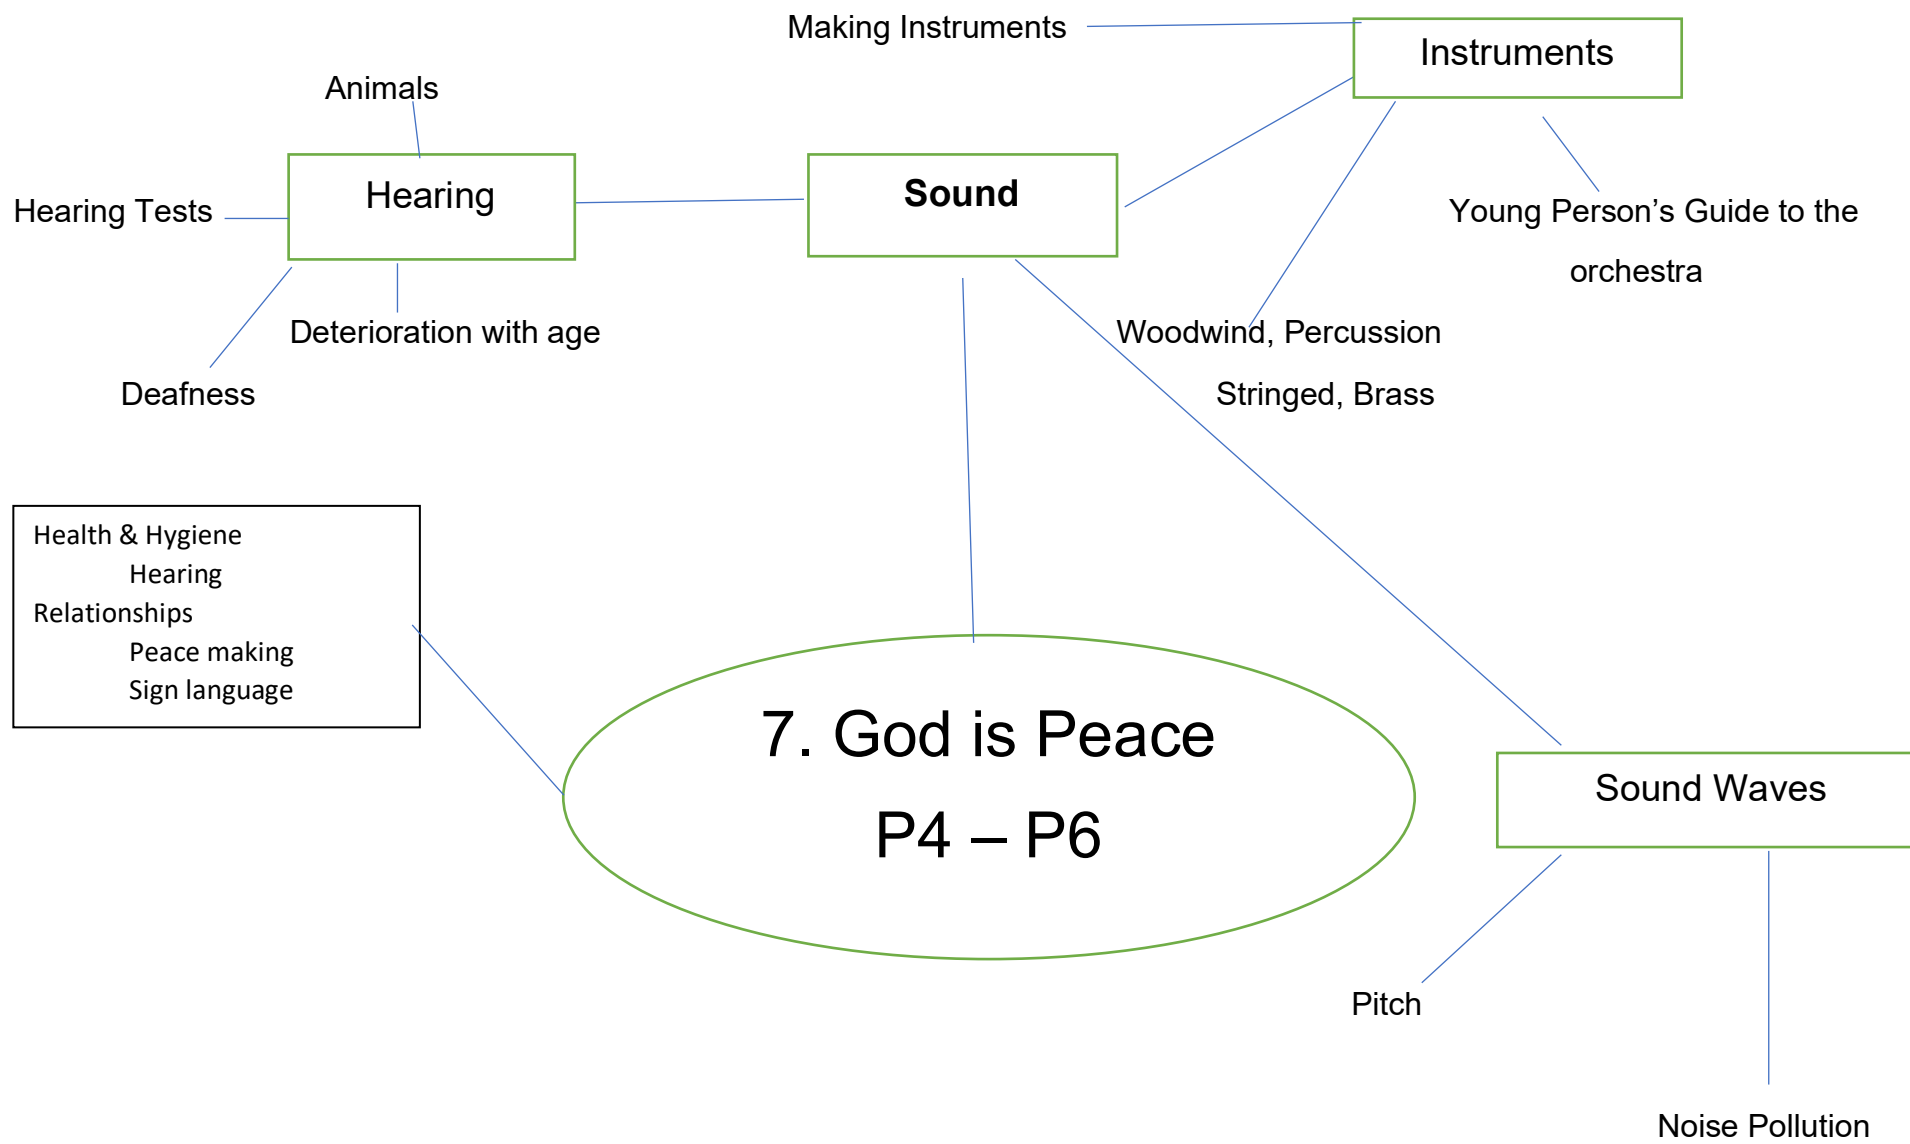 Making Instruments
Instruments
Animals
Hearing
Sound
Hearing Tests
Young Person’s Guide to the
orchestra
Deterioration with age
Woodwind, Percussion
Stringed, Brass
Deafness
Health & Hygiene
Hearing
Relationships
Peace making
Sign language
7. God is Peace
P4 – P6
Sound Waves
Pitch
Noise Pollution